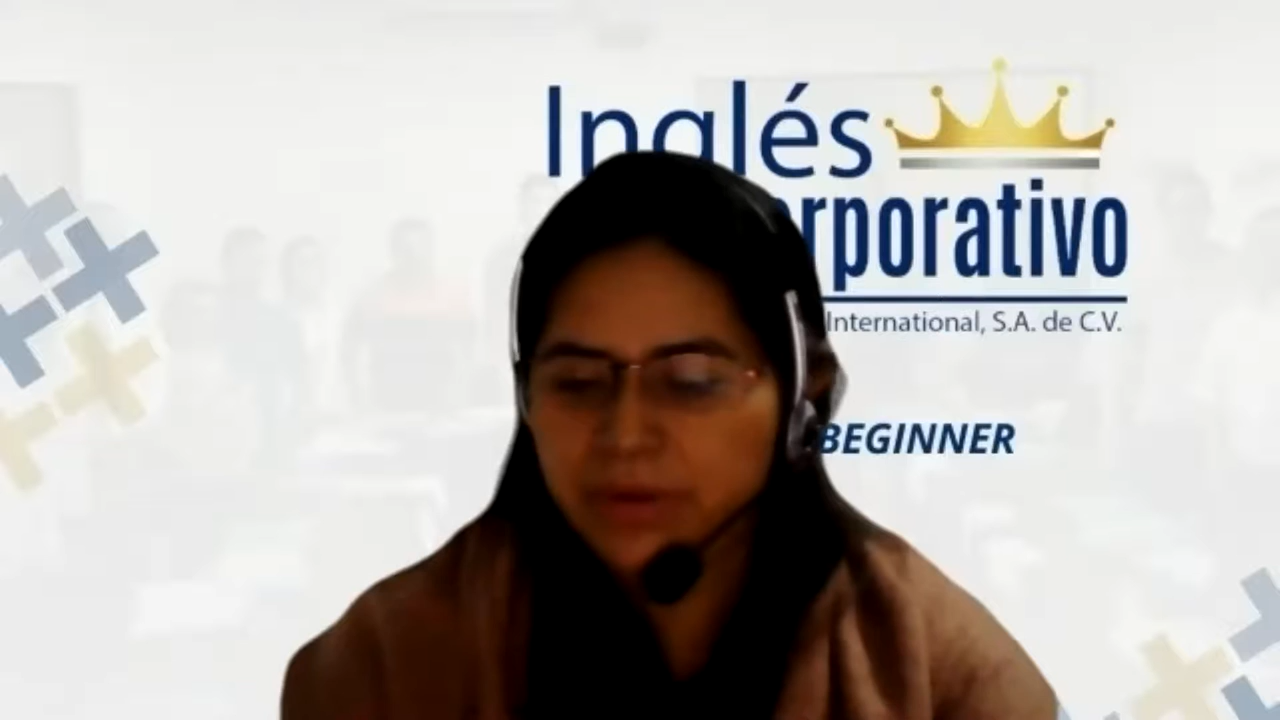 Inglés
rporativo
International, S.A. de C.V.
BEGINNER